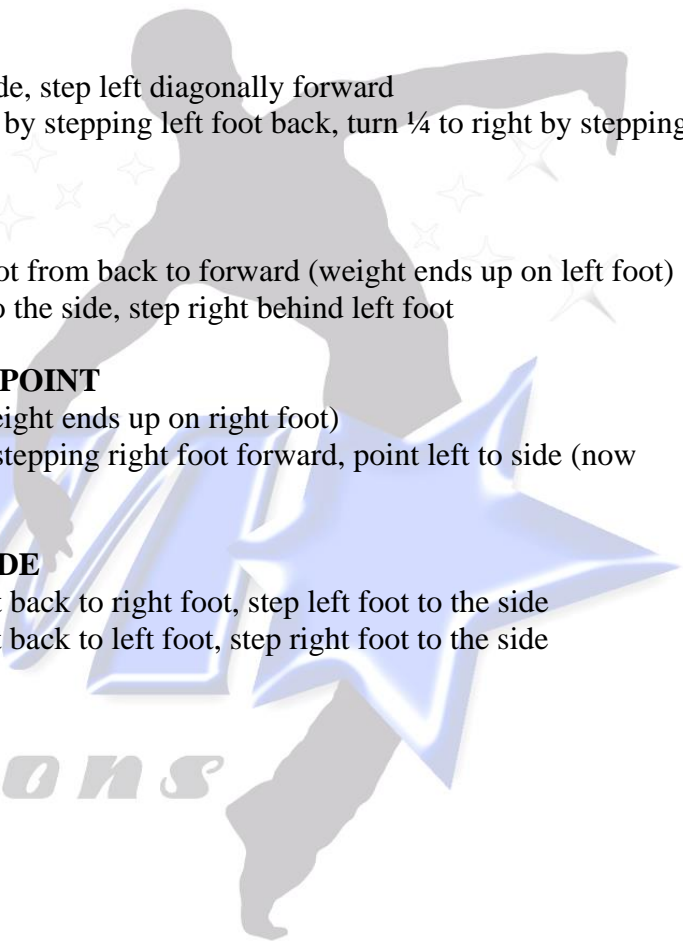 de, step left diagonally forward
by stepping left foot back, turn ¼ to right by stepping
ot from back to forward (weight ends up on left foot)
o the side, step right behind left foot
POINT
eight ends up on right foot)
stepping right foot forward, point left to side (now
DE
t back to right foot, step left foot to the side
t back to left foot, step right foot to the side
ons